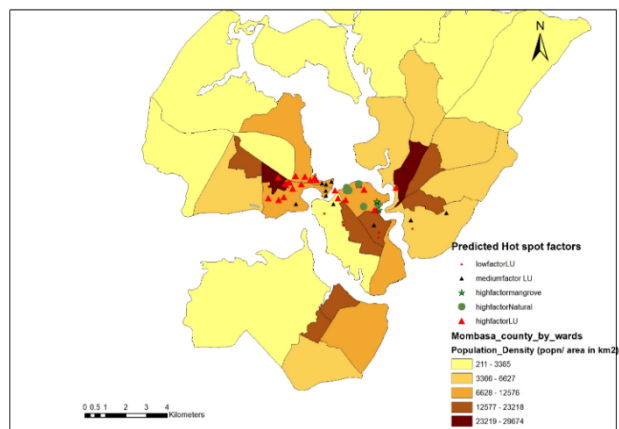 N
Predicted Hot spot factors
lowfactorLU
mediumfactor LU
highfactormangrove
highfactorNatural
highfactorLU
Mombasa_county_by_wards
Population_Density (popn/ area in km2)
211 - 3365
3366 - 6627
6628 - 12576
12577 - 23218
23219 - 29674
0 0.5 1 2 3 4
Kilometers